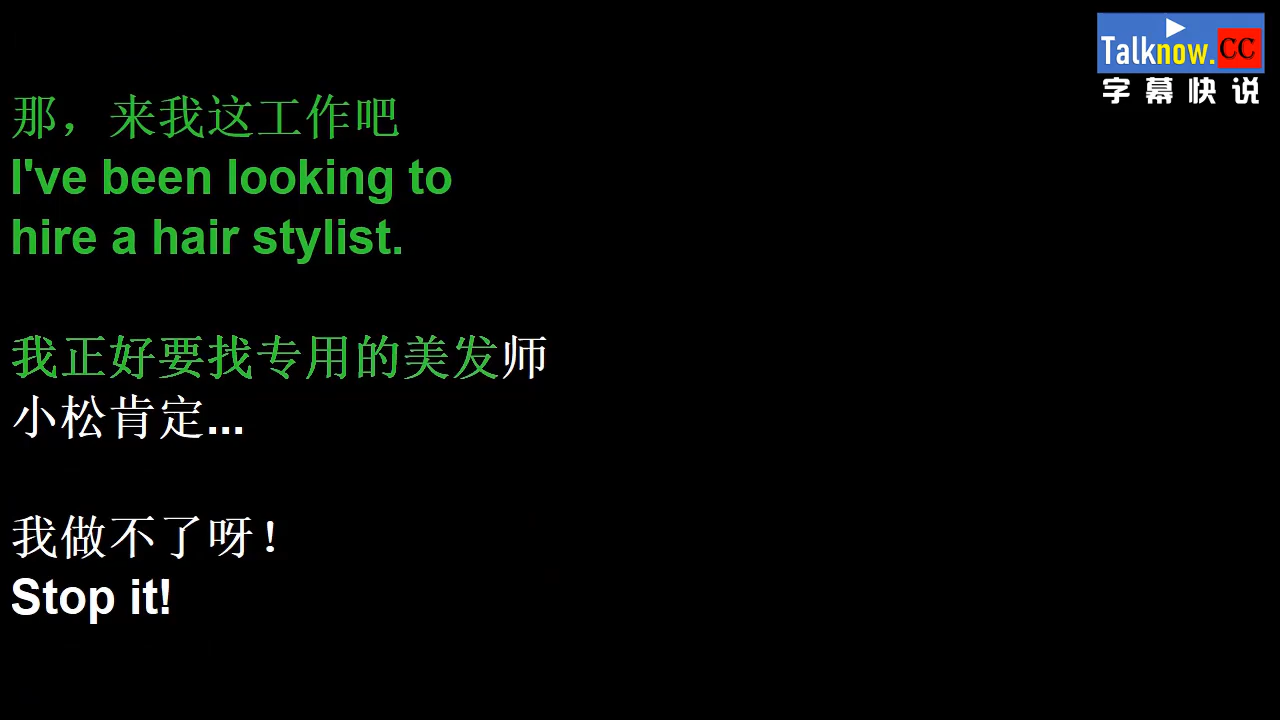 Talknow.CC
字幕快说
那，来我这工作吧
I've been looking to
hire a hair stylist.
我正好要找专用的美发师
小松肯定...
我做不了呀！
Stop it!